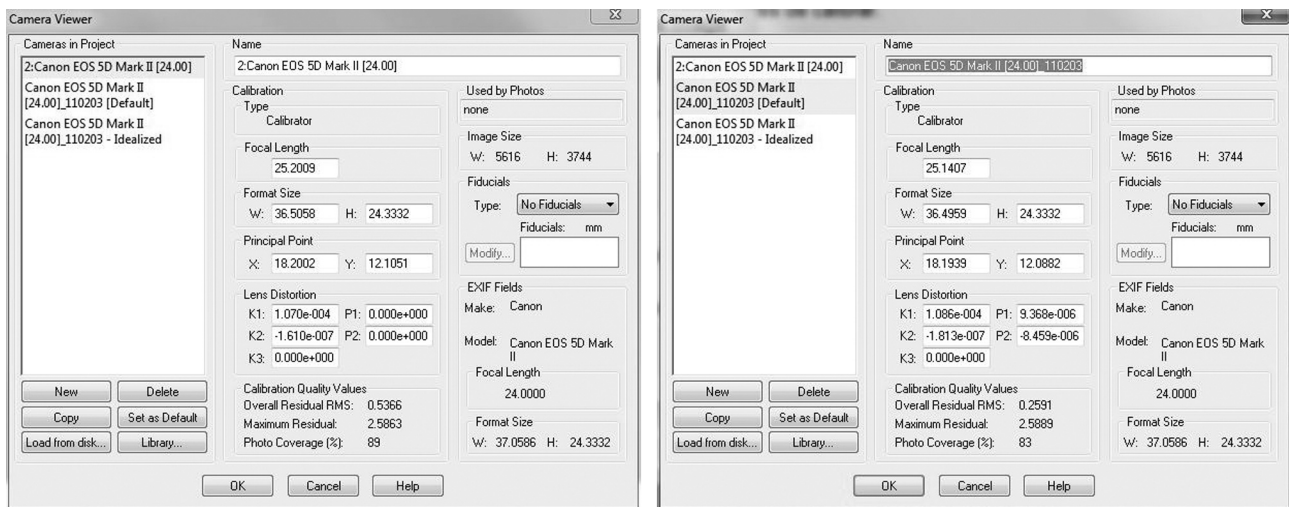 Camera Viewer
Cameras in Project
2:Canon EOS 5D Mark II [24.00]
Canon EOS 5D Mark II
[24.00]_110203 [Default]
Canon EOS 5D Mark II
[24.00]_110203 - Idealized
New Delete
Copy Set as Default
Load from disk... Library...
Name
2:Canon EOS 5D Mark II [24.00]
Calibration
Type
Calibrator
Focal Length
25.2009
Format Size
W: 36.5058 H: 24.3332
Principal Point
X: 18.2002 Y: 12.1051
Lens Distortion
K1: 1.070e-004 P1: 0.000e+000
K2: -1.610e-007 P2: 0.000e+000
K3: 0.000e+000
Calibration Quality Values
Overall Residual RMS: 0.5366
Maximum Residual: 2.5863
Photo Coverage (%): 89
Used by Photos
none
Image Size
W: 5616 H: 3744
Fiducials
Type: No Fiducials
Fiducials: mm
Modify...
EXIF Fields
Make: Canon
Model: Canon EOS 5D Mark
II
Focal Length
24.0000
Format Size
W: 37.0586 H: 24.3332
OK Cancel Help
Camera Viewer
Cameras in Project
2:Canon EOS 5D Mark II [24.00]
Canon EOS 5D Mark II
[24.00]_110203 [Default]
Canon EOS 5D Mark II
[24.00]_110203 - Idealized
New Delete
Copy Set as Default
Load from disk... Library...
Name
Canon EOS 5D Mark II [24.00]_110203
Calibration
Type
Calibrator
Focal Length
25.1407
Format Size
W: 36.4959 H: 24.3332
Principal Point
X: 18.1939 Y: 12.0882
Lens Distortion
K1: 1.086e-004 P1: 9.368e-006
K2: -1.813e-007 P2: -8.459e-006
K3: 0.000e+000
Calibration Quality Values
Overall Residual RMS: 0.2591
Maximum Residual: 2.5889
Photo Coverage (%): 83
Used by Photos
none
Image Size
W: 5616 H: 3744
Fiducials
Type: No Fiducials
Fiducials: mm
Modify...
EXIF Fields
Make: Canon
Model: Canon EOS 5D Mark
II
Focal Length
24.0000
Format Size
W: 37.0586 H: 24.3332
OK Cancel Help